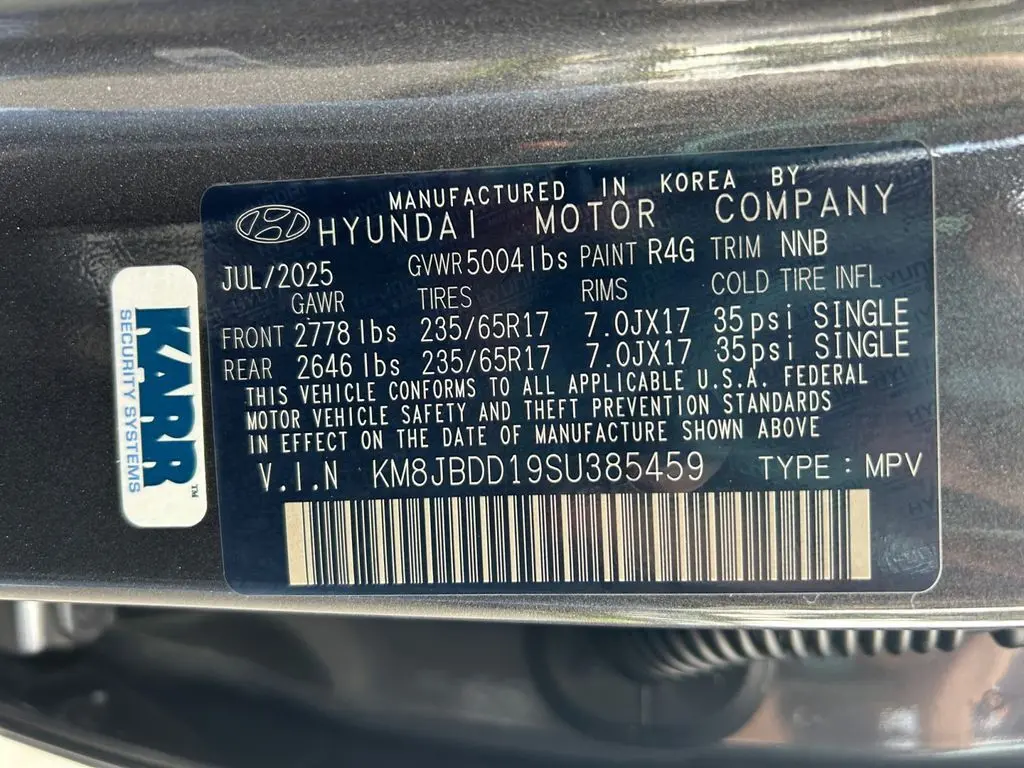 MANUFACTURED IN KOREA BY
HYUNDAI MOTOR COMPANY
JUL/2025 GVWR 5004 lbs PAINT R4G TRIM NNB
GAWR TIRES RIMS COLD TIRE INFL
FRONT 2778 lbs 235/65R17 7.0JX17 35psi SINGLE
REAR 2646 lbs 235/65R17 7.0JX17 35psi SINGLE
THIS VEHICLE CONFORMS TO ALL APPLICABLE U.S.A. FEDERAL
MOTOR VEHICLE SAFETY AND THEFT PREVENTION STANDARDS
IN EFFECT ON THE DATE OF MANUFACTURE SHOWN ABOVE
V.I.N KM8JBDD19SU385459 TYPE : MPV
KARR™
SECURITY SYSTEMS